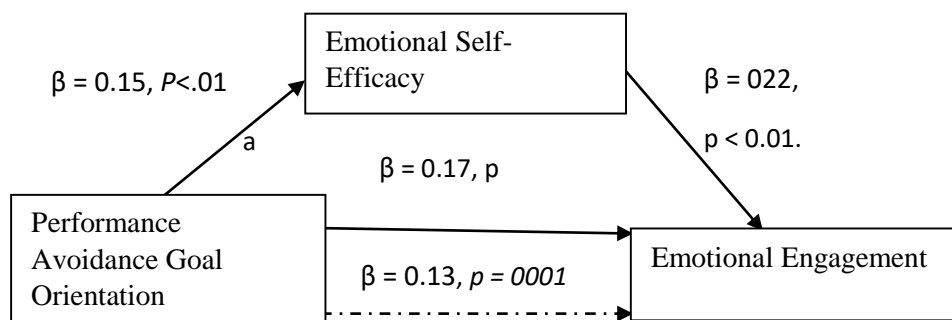 Emotional Self-
Efficacy
β = 0.15, P<.01
β = 022,
p < 0.01.
a
β = 0.17, p
Performance
Avoidance Goal
Orientation
Emotional Engagement
β = 0.13, p = 0001